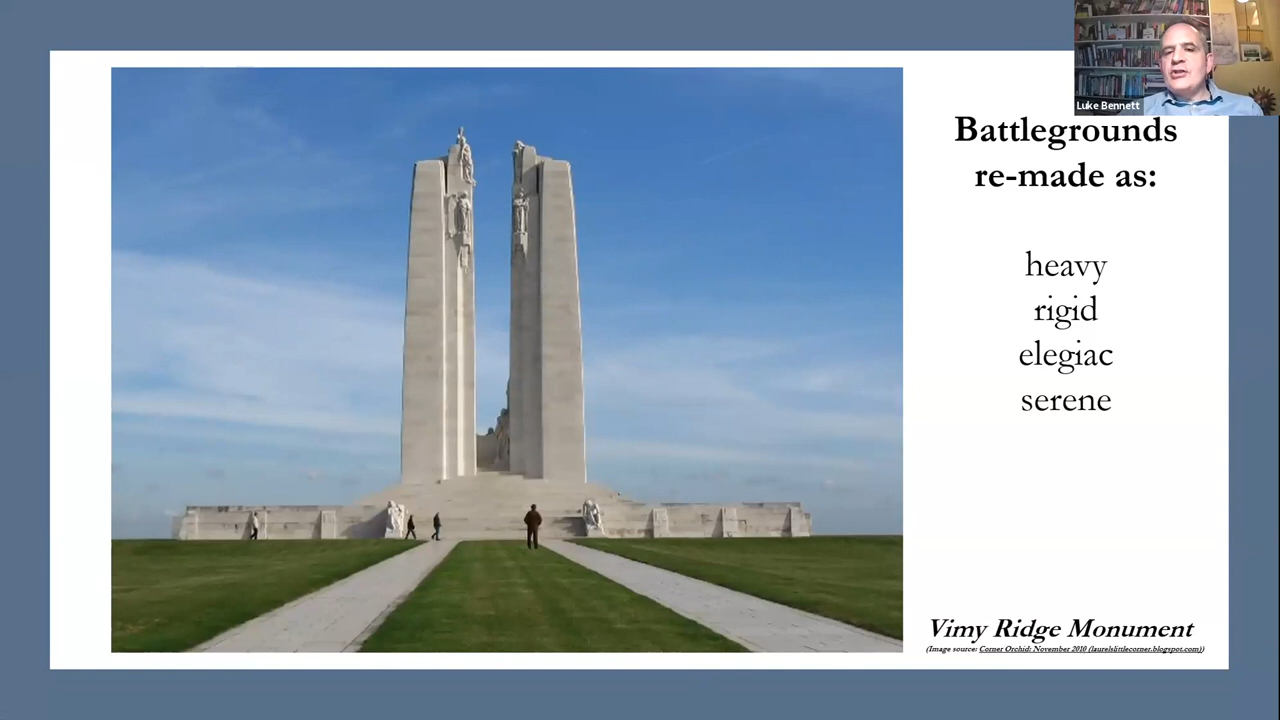 Luke Bennett
Battlegrounds
re-made as:
heavy
rigid
elegiac
serene
Vimy Ridge Monument
(Image source: Corner Orchid: November 2010 (laurelslittlecorner.blogspot.com))